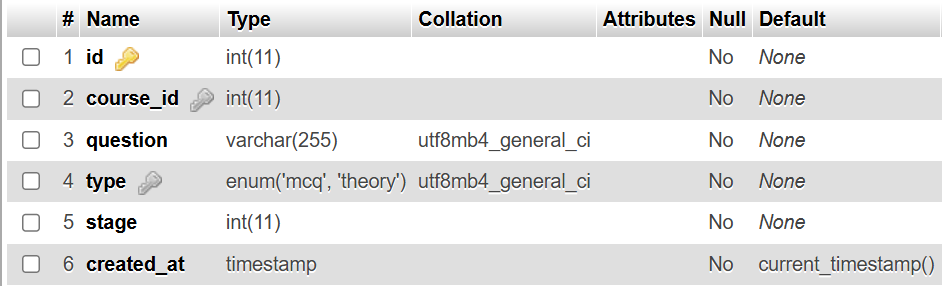 # Name Type Collation Attributes Null Default
1 id int(11) No None
2 course_id int(11) No None
3 question varchar(255) utf8mb4_general_ci No None
4 type enum('mcq', 'theory') utf8mb4_general_ci No None
5 stage int(11) No None
6 created_at timestamp No current_timestamp()